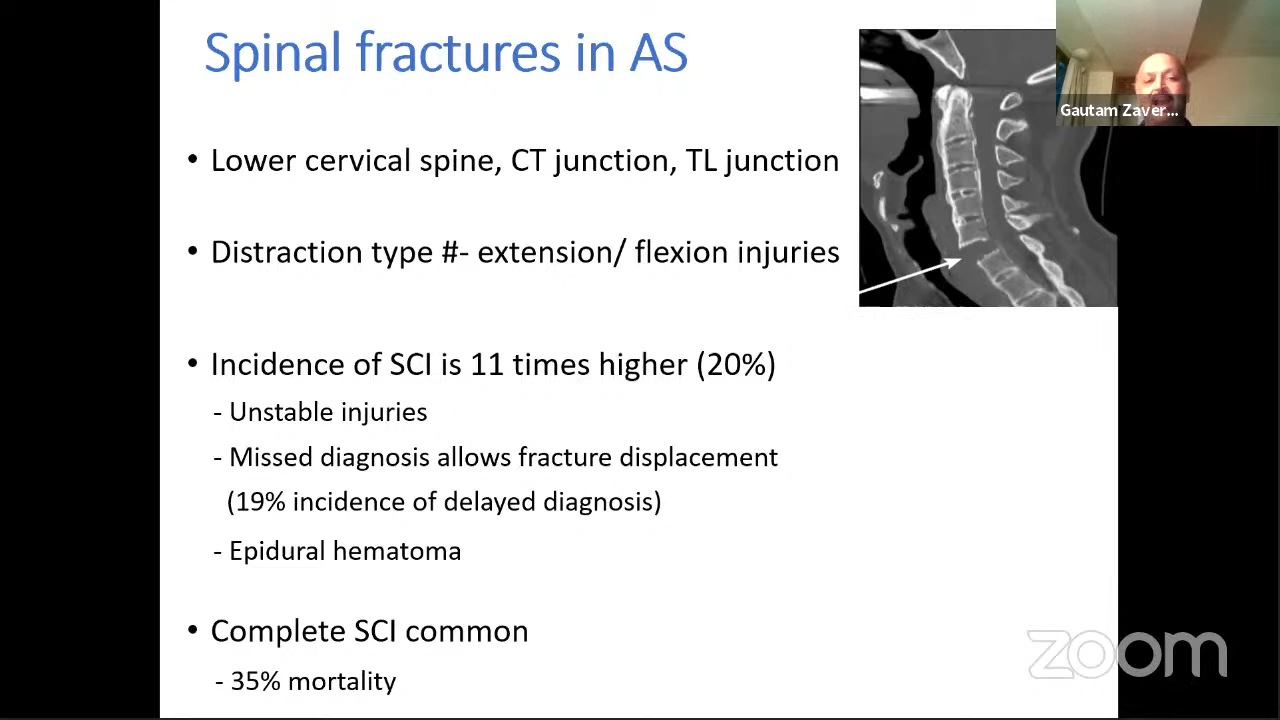 Spinal fractures in AS
Gautam Zaver...
• Lower cervical spine, CT junction, TL junction
• Distraction type #- extension/ flexion injuries
• Incidence of SCI is 11 times higher (20%)
- Unstable injuries
- Missed diagnosis allows fracture displacement
(19% incidence of delayed diagnosis)
- Epidural hematoma
• Complete SCI common
- 35% mortality
zoom